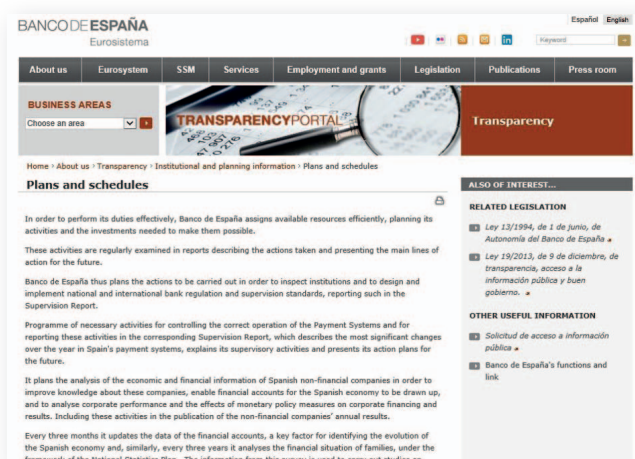 Español English
BANCO DE ESPAÑA
Eurosistema
in
Keyword
About us Eurosystem SSM Services Employment and grants Legislation Publications Press room
BUSINESS AREAS
Choose an area
TRANSPARENCYPORTAL
Transparency
Home > About us > Transparency > Institutional and planning information > Plans and schedules
Plans and schedules
In order to perform its duties effectively, Banco de España assigns available resources efficiently, planning its
activities and the investments needed to make them possible.
These activities are regularly examined in reports describing the actions taken and presenting the main lines of
action for the future.
Banco de España thus plans the actions to be carried out in order to inspect institutions and to design and
implement national and international bank regulation and supervision standards, reporting such in the
Supervision Report.
Programme of necessary activities for controlling the correct operation of the Payment Systems and for
reporting these activities in the corresponding Supervision Report, which describes the most significant changes
over the year in Spain's payment systems, explains its supervisory activities and presents its action plans for
the future.
It plans the analysis of the economic and financial information of Spanish non-financial companies in order to
improve knowledge about these companies, enable financial accounts for the Spanish economy to be drawn up,
and to analyse corporate performance and the effects of monetary policy measures on corporate financing and
results. Including these activities in the publication of the non-financial companies' annual results.
Every three months it updates the data of the financial accounts, a key factor for identifying the evolution of
the Spanish economy and, similarly, every three years it analyses the financial situation of families, under the
ALSO OF INTEREST...
RELATED LEGISLATION
Ley 13/1994, de 1 de junio, de
Autonomía del Banco de España
Ley 19/2013, de 9 de diciembre, de
transparencia, acceso a la
información pública y buen
gobierno.
OTHER USEFUL INFORMATION
Solicitud de acceso a información
pública
Banco de España's functions and
link